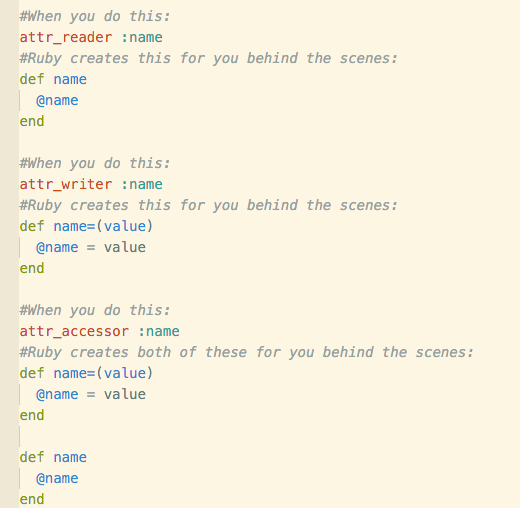 #When you do this:
attr_reader :name
#Ruby creates this for you behind the scenes:
def name
  @name
end

#When you do this:
attr_writer :name
#Ruby creates this for you behind the scenes:
def name=(value)
  @name = value
end

#When you do this:
attr_accessor :name
#Ruby creates both of these for you behind the scenes:
def name=(value)
  @name = value
end

def name
  @name
end